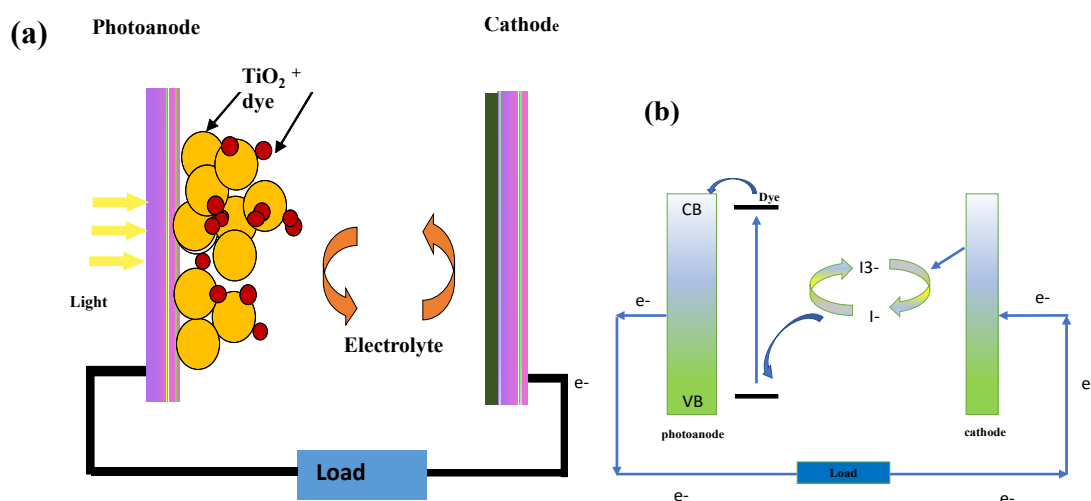 (a)
Photoanode
Cathode
TiO₂ +
dye
Light
Electrolyte
e-
Load
(b)
Dye
CB
I3-
I-
e-
e-
e
VB
photoanode
cathode
Load
e-
e-